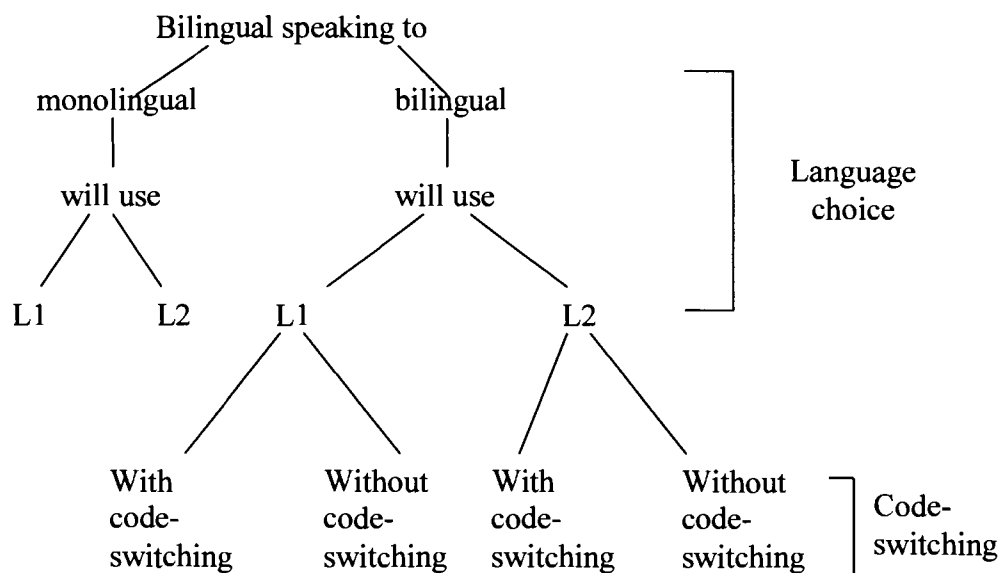 Bilingual speaking to
monolingual
bilingual
will use
will use
Language
choice
L1
L2
L1
L2
With
code-
switching
Without
code-
switching
With
code-
switching
Without
code-
switching
Code-
switching